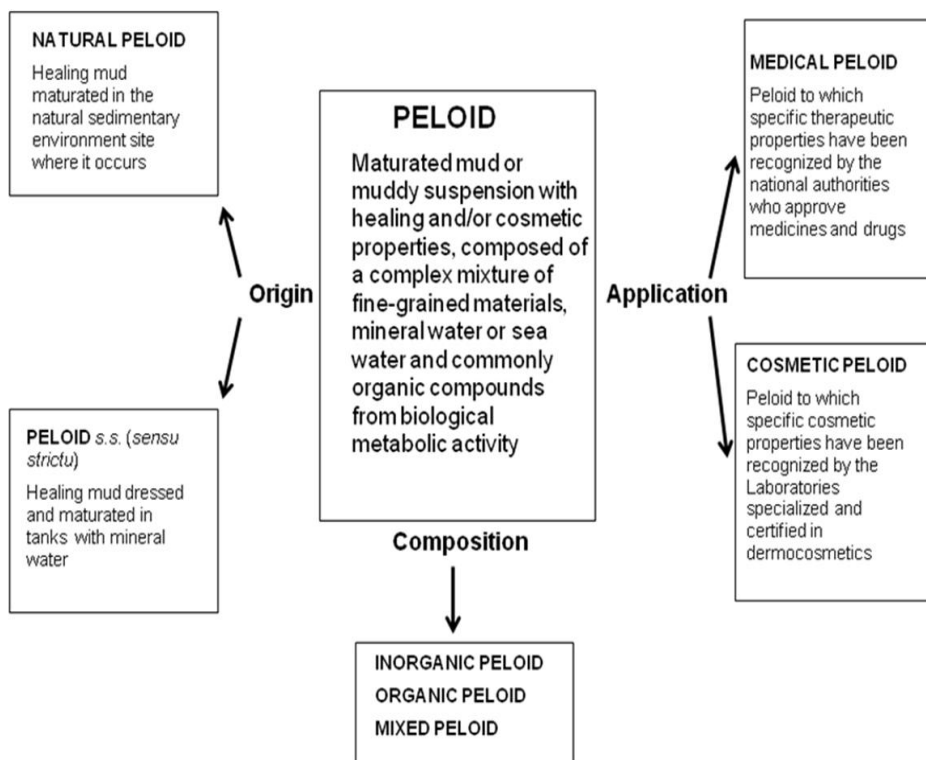 NATURAL PELOID
Healing mud
maturated in the
natural sedimentary
environment site
where it occurs
PELOID
Maturated mud or
muddy suspension with
healing and/or cosmetic
properties, composed of
a complex mixture of
fine-grained materials,
mineral water or sea
water and commonly
organic compounds
from biological
metabolic activity
MEDICAL PELOID
Peloid to which
specific therapeutic
properties have been
recognized by the
national authorities
who approve
medicines and drugs
Origin
Application
PELOID s.s. (sensu
strictu)
Healing mud dressed
and maturated in
tanks with mineral
water
COSMETIC PELOID
Peloid to which
specific cosmetic
properties have been
recognized by the
Laboratories
specialized and
certified in
dermocosmetics
Composition
INORGANIC PELOID
ORGANIC PELOID
MIXED PELOID